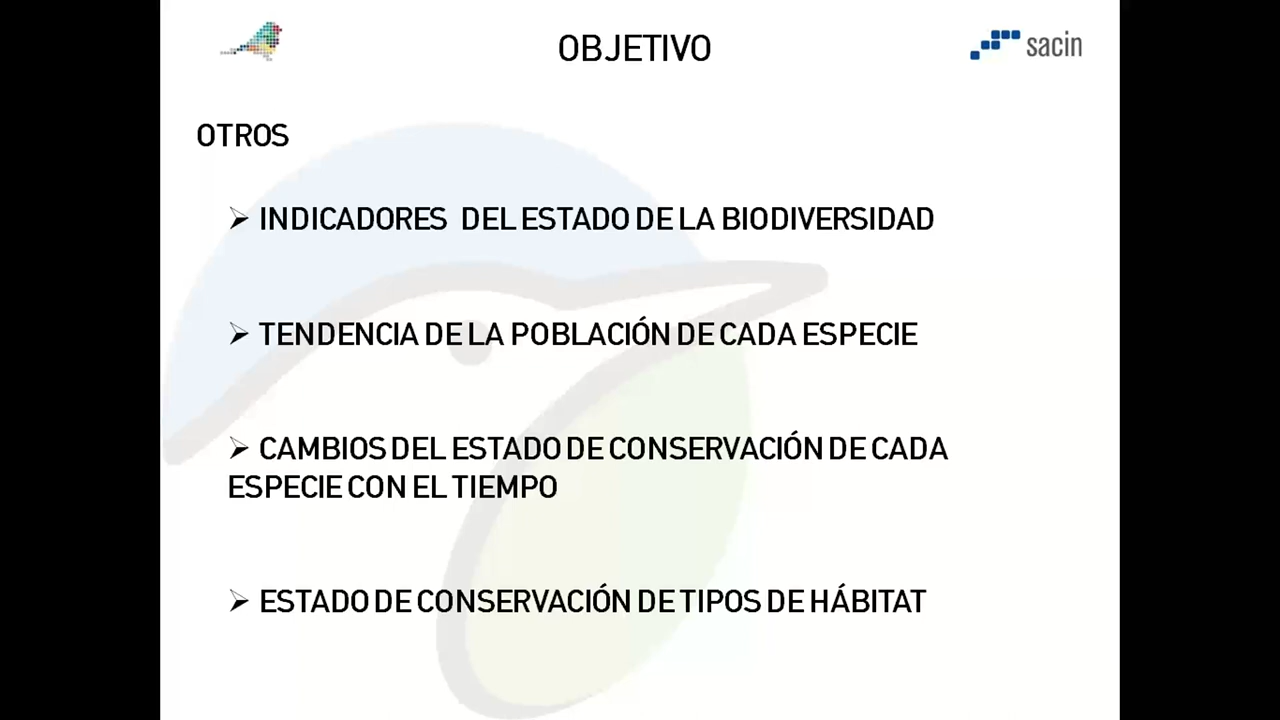 OBJETIVO
sacin
OTROS
➢ INDICADORES DEL ESTADO DE LA BIODIVERSIDAD
➢ TENDENCIA DE LA POBLACIÓN DE CADA ESPECIE
➢ CAMBIOS DEL ESTADO DE CONSERVACIÓN DE CADA
ESPECIE CON EL TIEMPO
➢ ESTADO DE CONSERVACIÓN DE TIPOS DE HÁBITAT